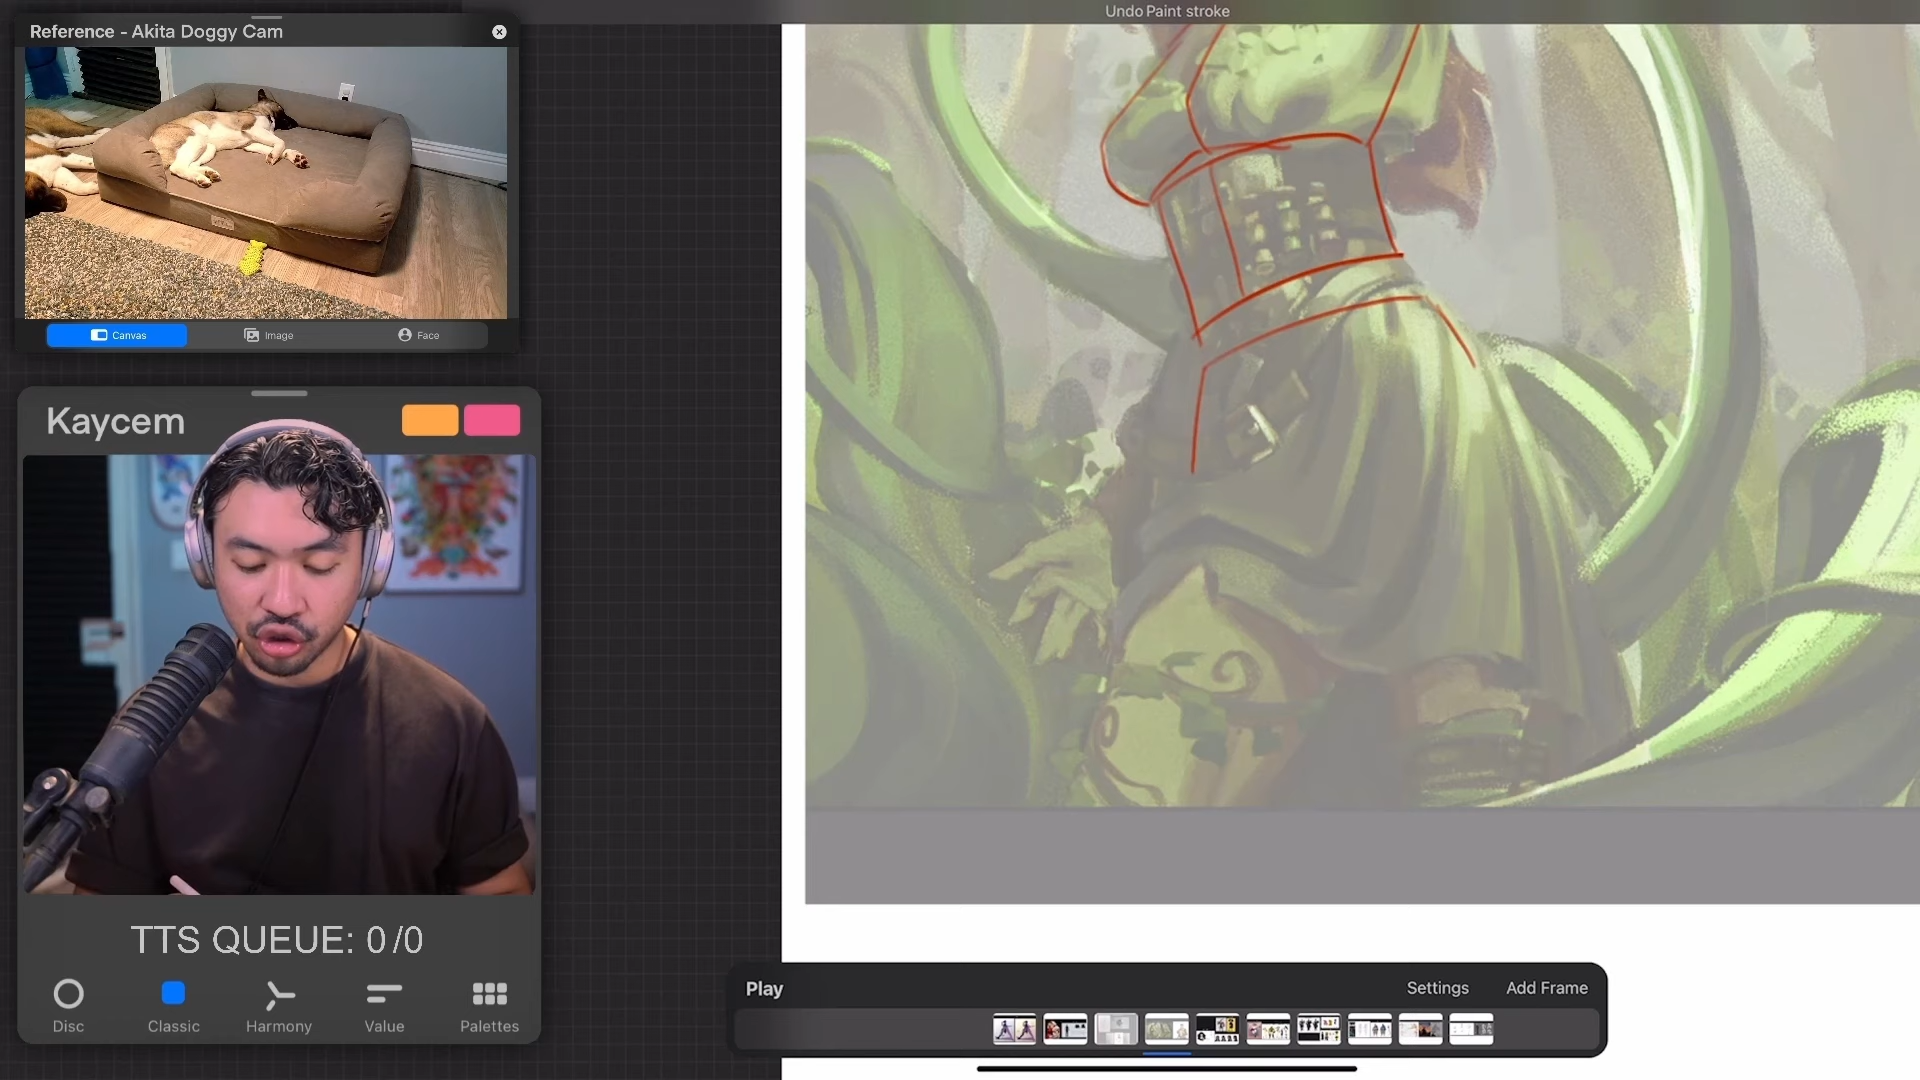 Undo Paint stroke
Reference - Akita Doggy Cam
Canvas
Image
Face
Kaycem
TTS QUEUE: 0/0
Disc
Classic
Harmony
Value
Palettes
Play
Settings
Add Frame